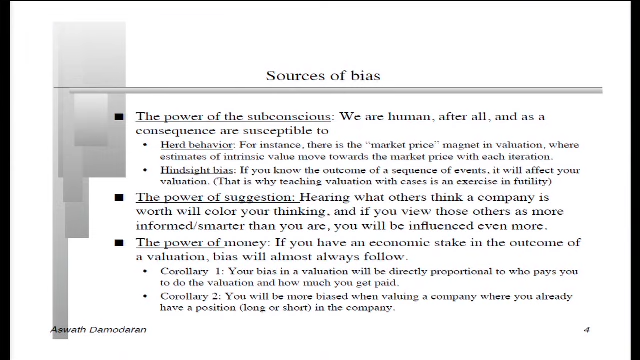 Sources of bias
The power of the subconscious: We are human, after all, and as a
consequence are susceptible to
Herd behavior: For instance, there is the "market price" magnet in valuation, where
estimates of intrinsic value move towards the market price with each iteration.
Hindsight bias: If you know the outcome of a sequence of events, it will affect your
valuation. (That is why teaching valuation with cases is an exercise in futility)
The power of suggestion: Hearing what others think a company is
worth will color your thinking, and if you view those others as more
informed/smarter than you are, you will be influenced even more.
The power of money: If you have an economic stake in the outcome of
a valuation, bias will almost always follow.
Corollary 1: Your bias in a valuation will be directly proportional to who pays you
to do the valuation and how much you get paid.
Corollary 2: You will be more biased when valuing a company where you already
have a position (long or short) in the company.
Aswath Damodaran
4